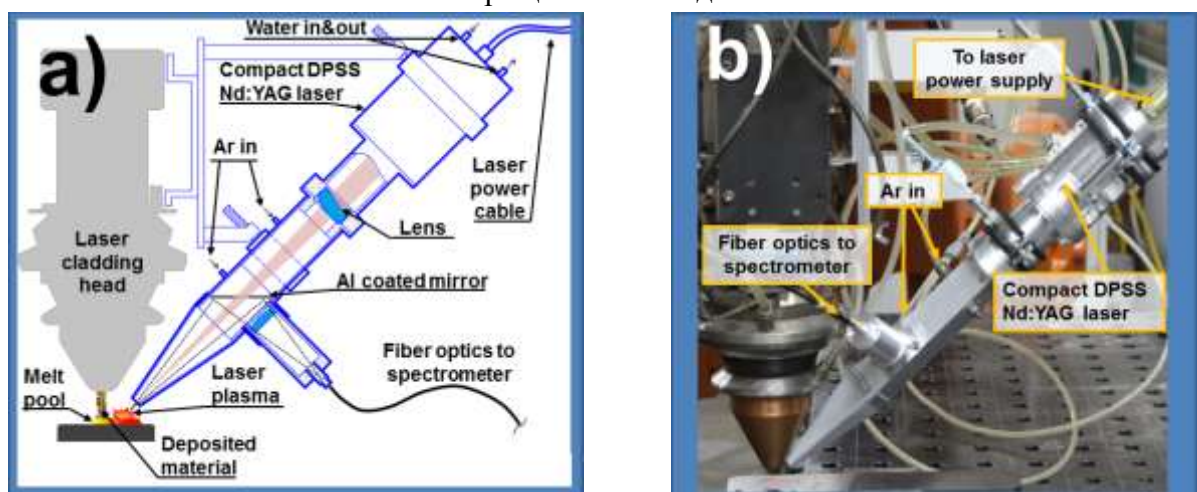 a)
Water in&out
Compact DPSS
Nd:YAG laser
Ar in
Laser
power
cable
Lens
Laser
cladding
head
Al coated mirror
Fiber optics to
spectrometer
Melt
pool
Laser
plasma
Deposited
material
b)
To laser
power supply
Ar in
Fiber optics to
spectrometer
Compact DPSS
Nd:YAG laser